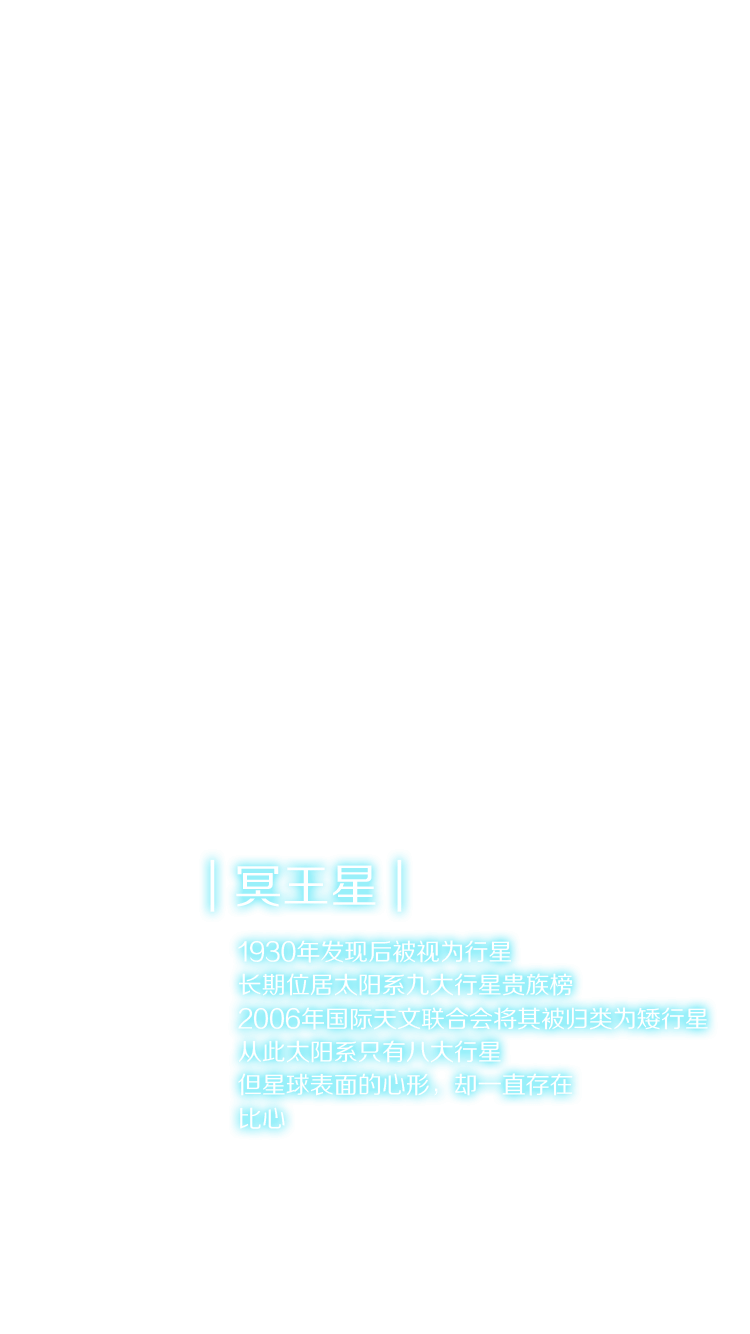 |冥王星|
1930年发现后被视为行星
长期位居太阳系九大行星贵族榜
2006年国际天文联合会将其被归类为矮行星
从此太阳系只有八大行星
但星球表面的心形，却一直存在
比心